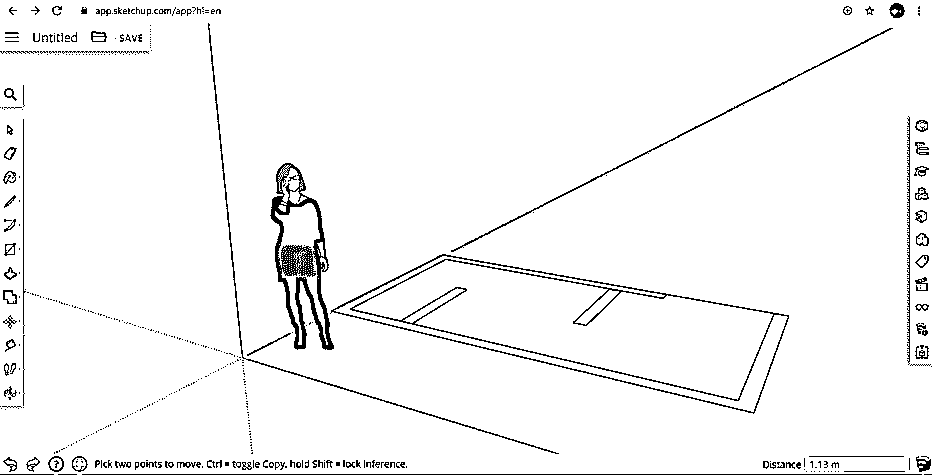 app.sketchup.com/app?hl=en
Untitled SAVE
Pick two points to move. Ctrl = toggle Copy, hold Shift = lock Inference.
Distance 1.13 m